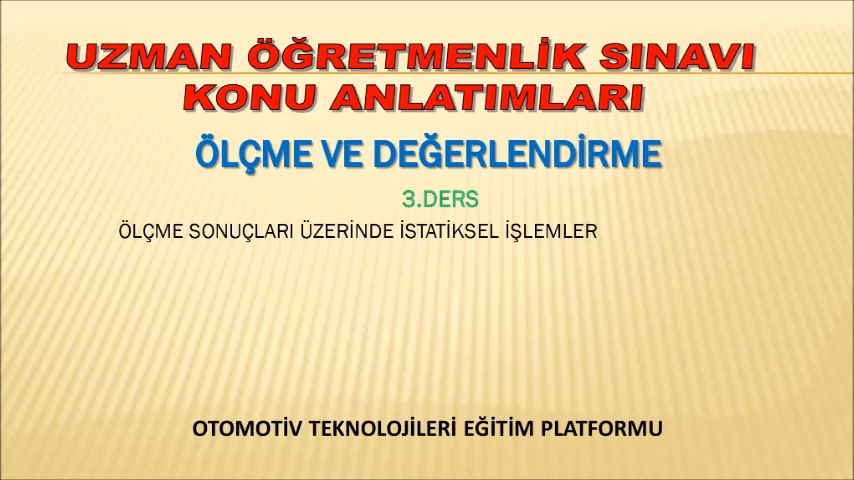 UZMAN ÖĞRETMENLİK SINAVI
KONU ANLATIMLARI
ÖLÇME VE DEĞERLENDİRME
3.DERS
ÖLÇME SONUÇLARI ÜZERİNDE İSTATİKSEL İŞLEMLER
OTOMOTİV TEKNOLOJİLERİ EĞİTİM PLATFORMU